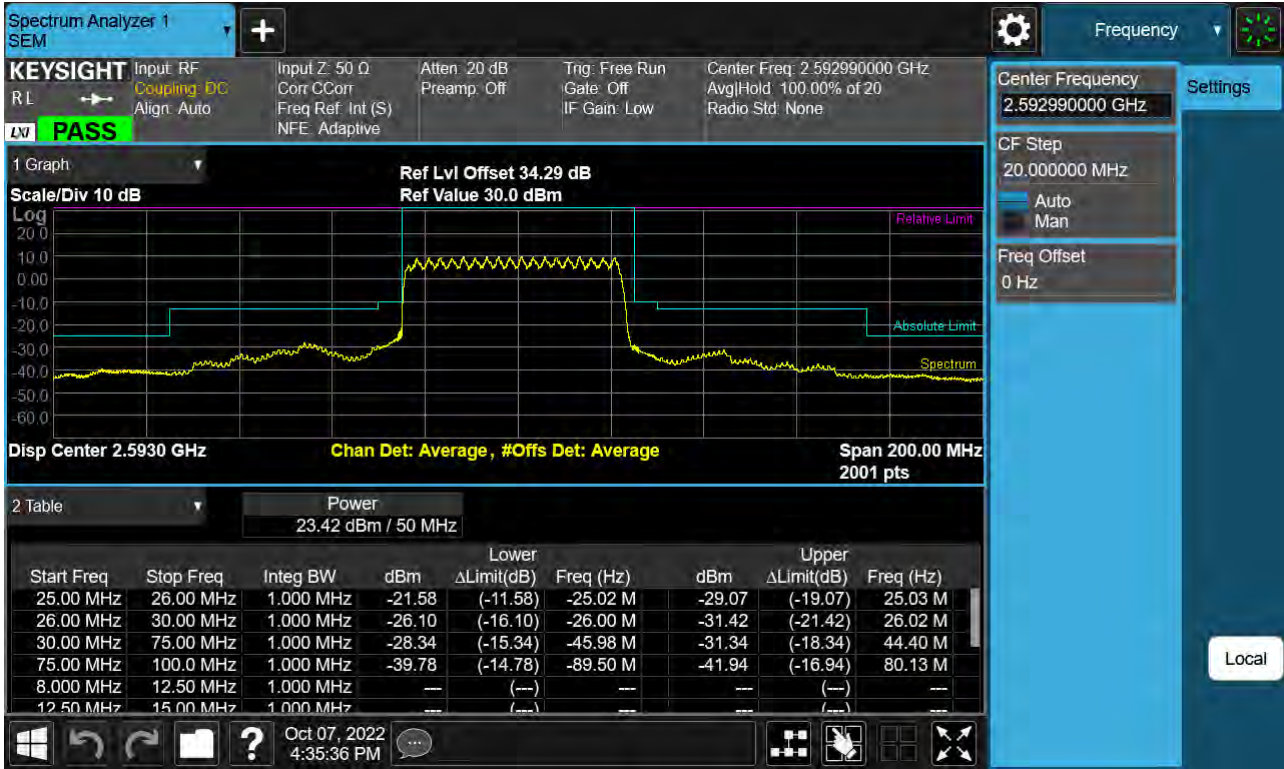 Spectrum Analyzer 1
SEM
+
Frequency
KEYSIGHT
RL
LXI PASS
Input: RF
Coupling: DC
Align: Auto
Input Z: 50 Ω
Corr CCorr
Freq Ref: Int (S)
NFE: Adaptive
Atten: 20 dB
Preamp: Off
Trig: Free Run
Gate: Off
IF Gain: Low
Center Freq: 2.592990000 GHz
Avg|Hold: 100.00% of 20
Radio Std: None
Center Frequency
2.592990000 GHz
Settings
CF Step
20.000000 MHz
Auto
Man
Freq Offset
0 Hz
Local
1 Graph
Scale/Div 10 dB
Ref Lvl Offset 34.29 dB
Ref Value 30.0 dBm
Log
20.0
10.0
0.00
-10.0
-20.0
-30.0
-40.0
-50.0
-60.0
Relative Limit
Absolute Limit
Spectrum
Disp Center 2.5930 GHz
Chan Det: Average, #Offs Det: Average
Span 200.00 MHz
2001 pts
2 Table
Power
23.42 dBm / 50 MHz
Lower Upper
Start Freq Stop Freq Integ BW dBm ΔLimit(dB) Freq (Hz) dBm ΔLimit(dB) Freq (Hz)
25.00 MHz 26.00 MHz 1.000 MHz -21.58 (-11.58) -25.02 M -29.07 (-19.07) 25.03 M
26.00 MHz 30.00 MHz 1.000 MHz -26.10 (-16.10) -26.00 M -31.42 (-21.42) 26.02 M
30.00 MHz 75.00 MHz 1.000 MHz -28.34 (-15.34) -45.98 M -31.34 (-18.34) 44.40 M
75.00 MHz 100.0 MHz 1.000 MHz -39.78 (-14.78) -89.50 M -41.94 (-16.94) 80.13 M
8.000 MHz 12.50 MHz 1.000 MHz --- (---) --- --- (---) ---
12.50 MHz 15.00 MHz 1.000 MHz --- (---) --- --- (---) ---
?
Oct 07, 2022
4:35:36 PM